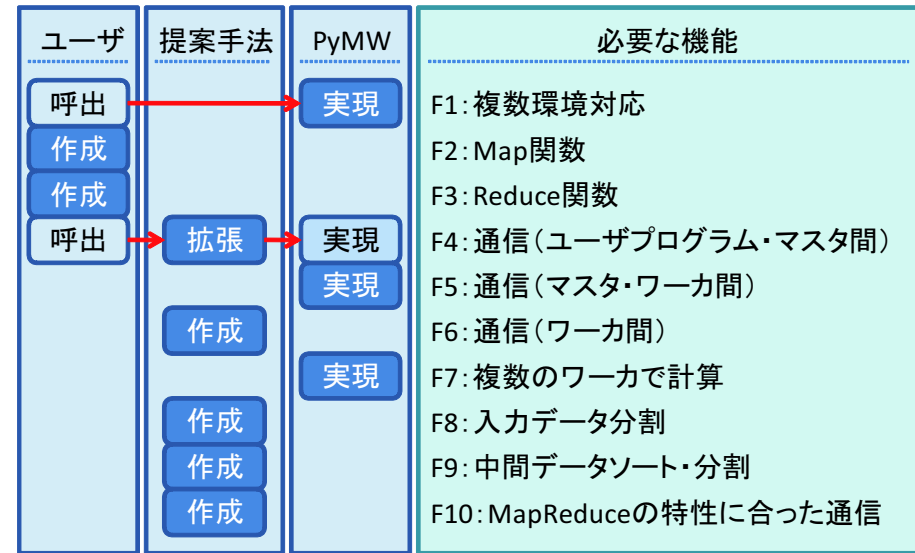 ユーザ 提案手法 PyMW 必要な機能
呼出 実現 F1：複数環境対応
作成 F2：Map関数
作成 F3：Reduce関数
呼出 拡張 実現 F4：通信（ユーザプログラム・マスタ間）
実現 F5：通信（マスタ・ワーカ間）
作成 F6：通信（ワーカ間）
実現 F7：複数のワーカで計算
作成 F8：入力データ分割
作成 F9：中間データソート・分割
作成 F10：MapReduceの特性に合った通信